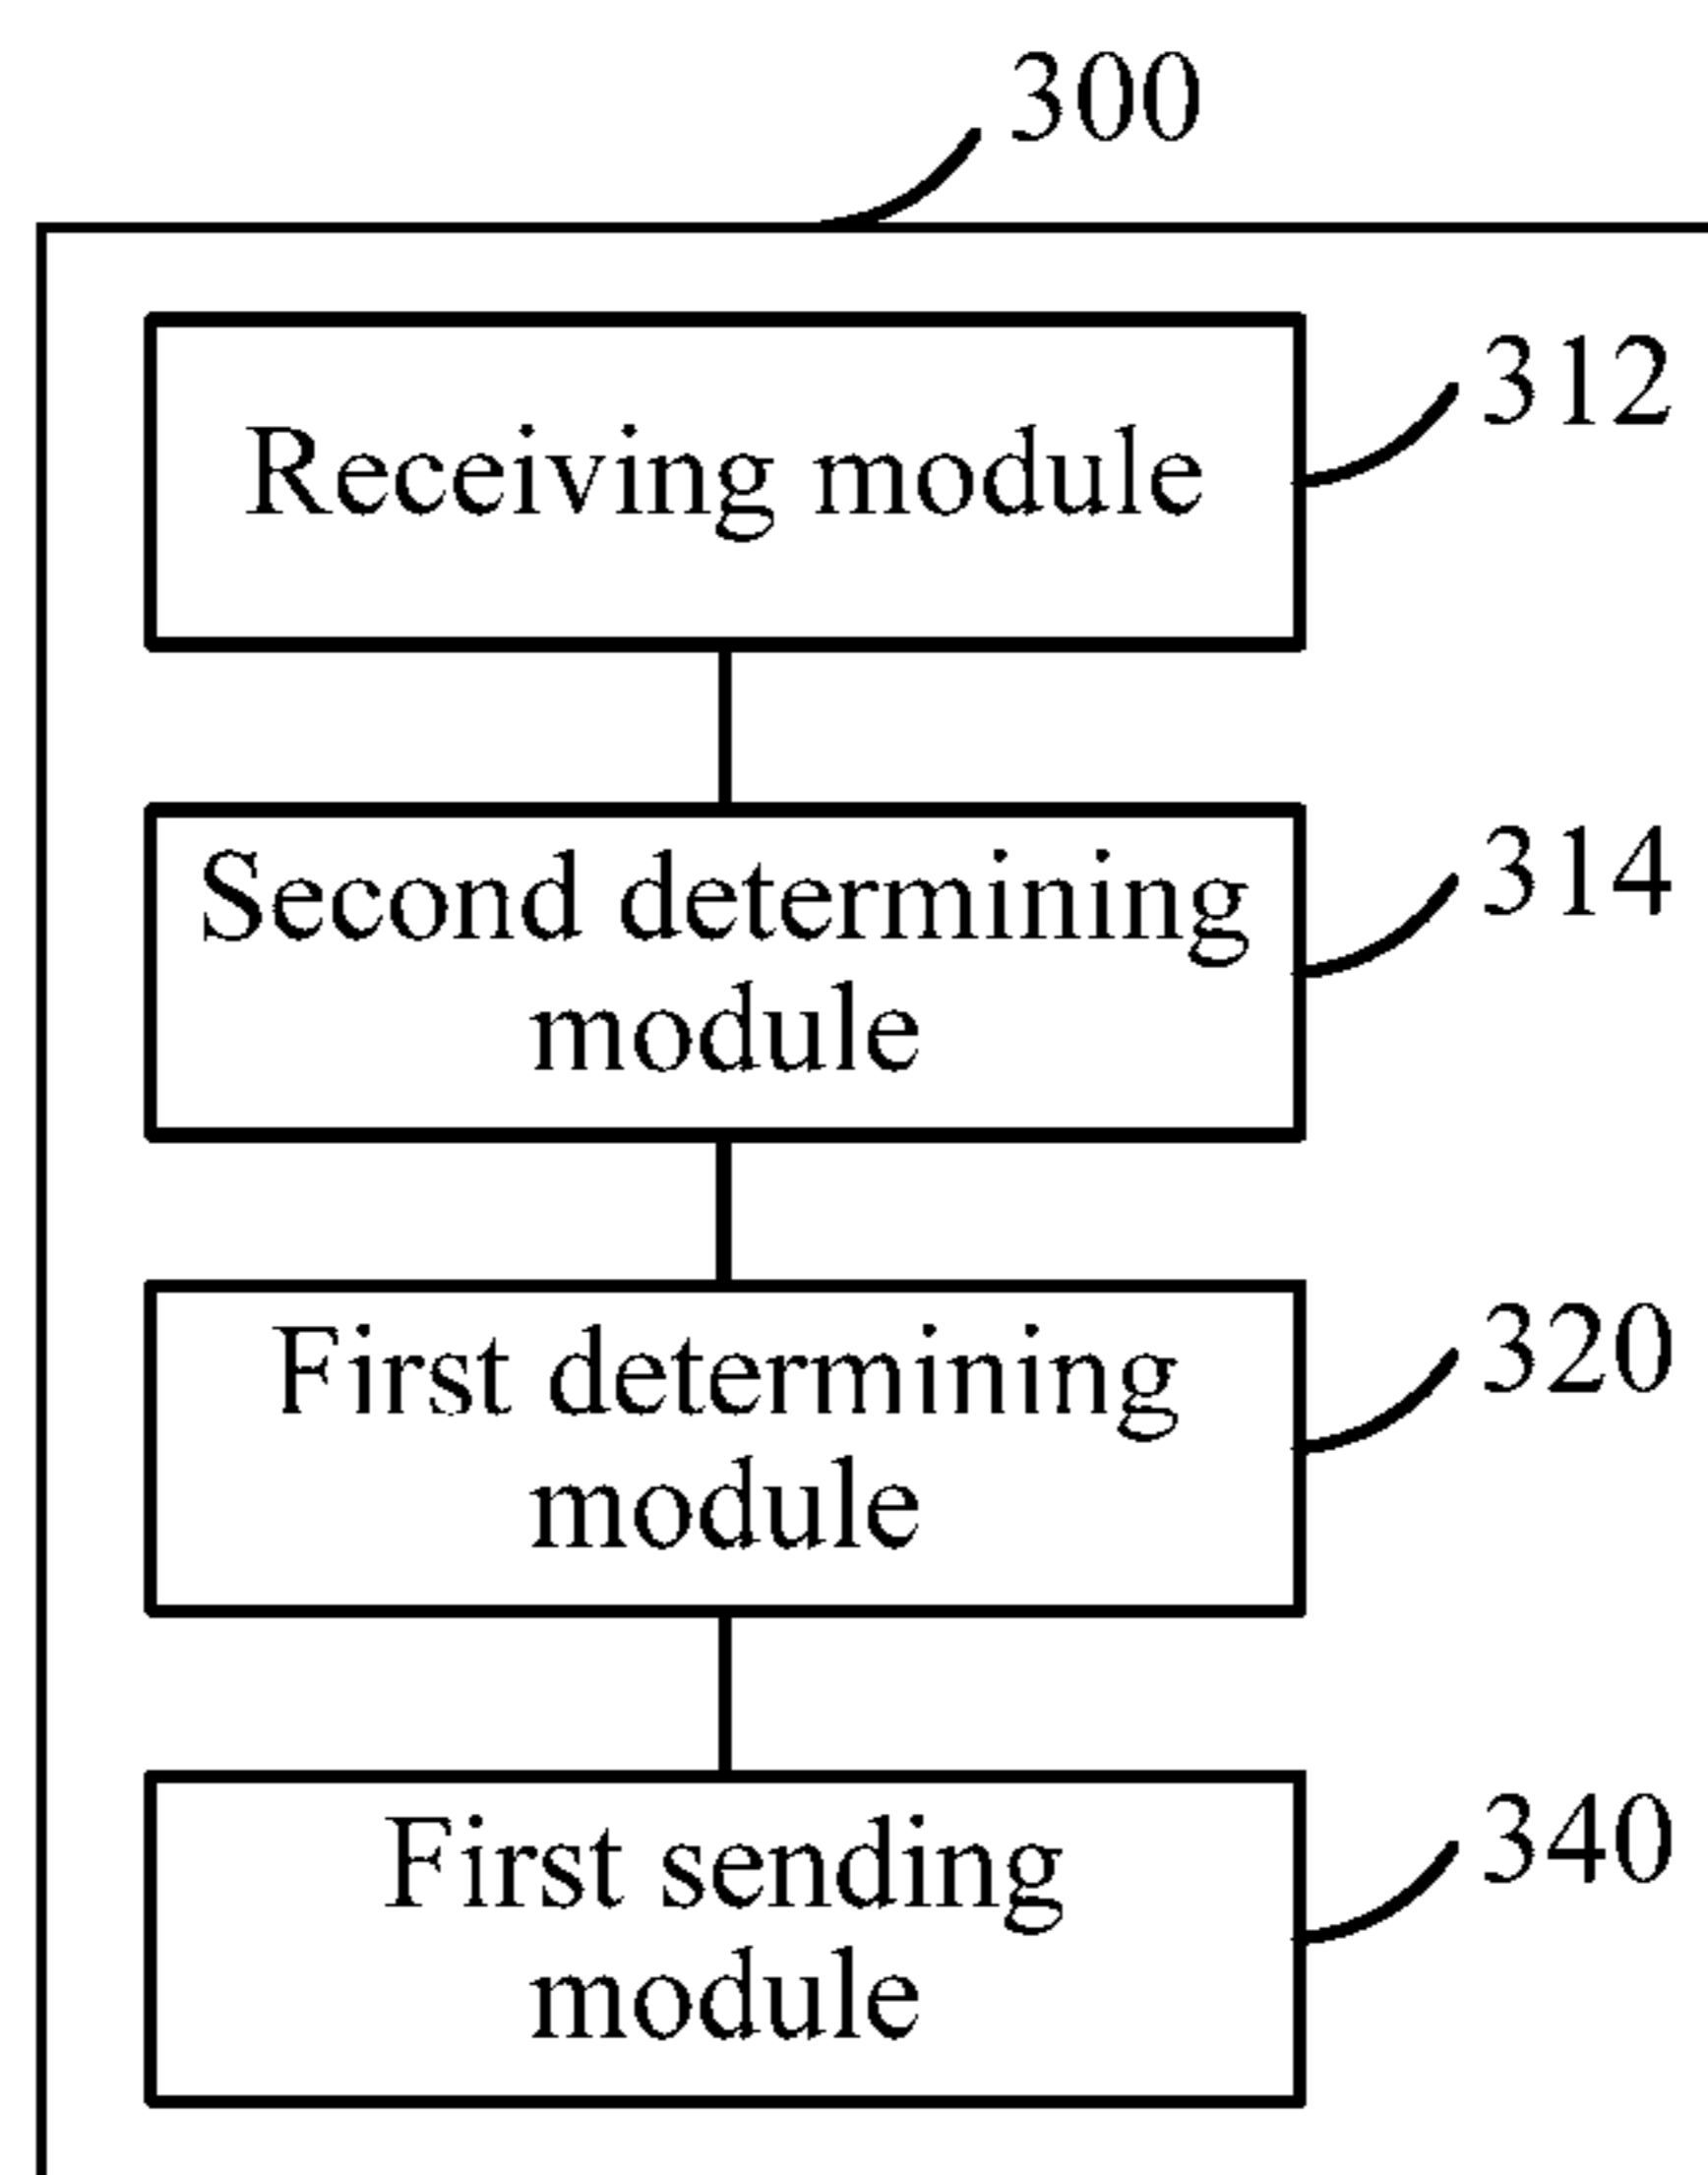 300
Receiving module
312
Second determining
module
314
First determining
module
320
First sending
module
340